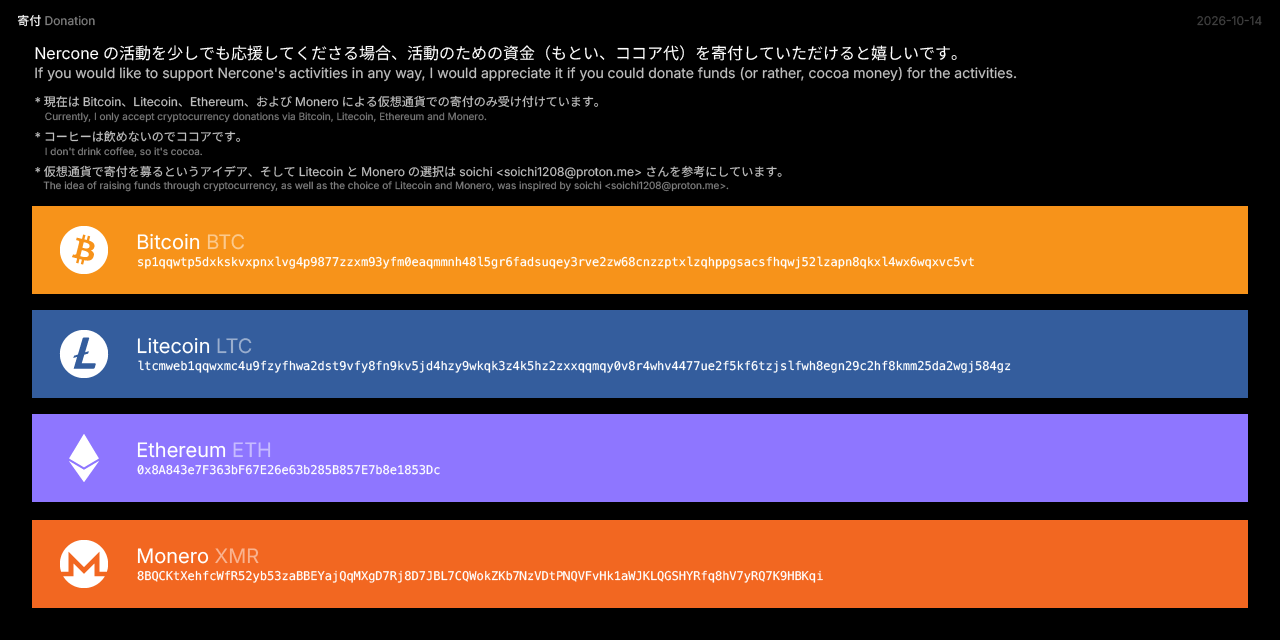 寄付 Donation
2026-10-14
Nercone の活動を少しでも応援してくださる場合、活動のための資金（もとい、ココア代）を寄付していただけると嬉しいです。
If you would like to support Nercone's activities in any way, I would appreciate it if you could donate funds (or rather, cocoa money) for the activities.
* 現在は Bitcoin、Litecoin、Ethereum、および Monero による仮想通貨での寄付のみ受け付けています。
Currently, I only accept cryptocurrency donations via Bitcoin, Litecoin, Ethereum and Monero.
* コーヒーは飲めないのでココアです。
I don't drink coffee, so it's cocoa.
* 仮想通貨で寄付を募るというアイデア、そして Litecoin と Monero の選択は soichi <soichi1208@proton.me> さんを参考にしています。
The idea of raising funds through cryptocurrency, as well as the choice of Litecoin and Monero, was inspired by soichi <soichi1208@proton.me>.
Bitcoin BTC
sp1qqwtp5dxkskvxpnxlvg4p9877zzxm93yfm0eaqmmnh48l5gr6fadsuqey3rve2zw68cnzzptxlzqhppgsacsfhqwj52lzapn8qkxl4wx6wqxvc5vt
Litecoin LTC
ltcmweb1qqwxmc4u9fzyfhwa2dst9vfy8fn9kv5jd4hzy9wkqk3z4k5hz2zxxqqmqy0v8r4whv4477ue2f5kf6tzjslfwh8egn29c2hf8kmm25da2wgj584gz
Ethereum ETH
0x8A843e7F363bF67E26e63b285B857E7b8e1853Dc
Monero XMR
8BQCKtXehfcWfR52yb53zaBBEYajQqMXgD7Rj8D7JBL7CQWokZKb7NzVDtPNQVFvHk1aWJKLQGSHYRfq8hV7yRQ7K9HBKqi